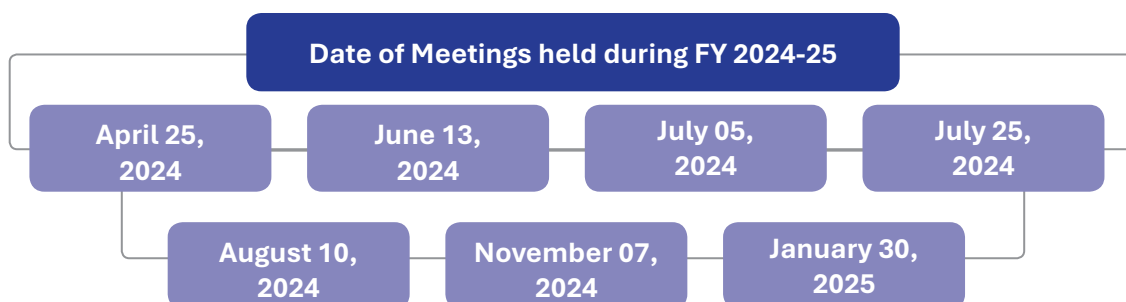 Date of Meetings held during FY 2024-25
April 25,
2024
June 13,
2024
July 05,
2024
July 25,
2024
August 10,
2024
November 07,
2024
January 30,
2025